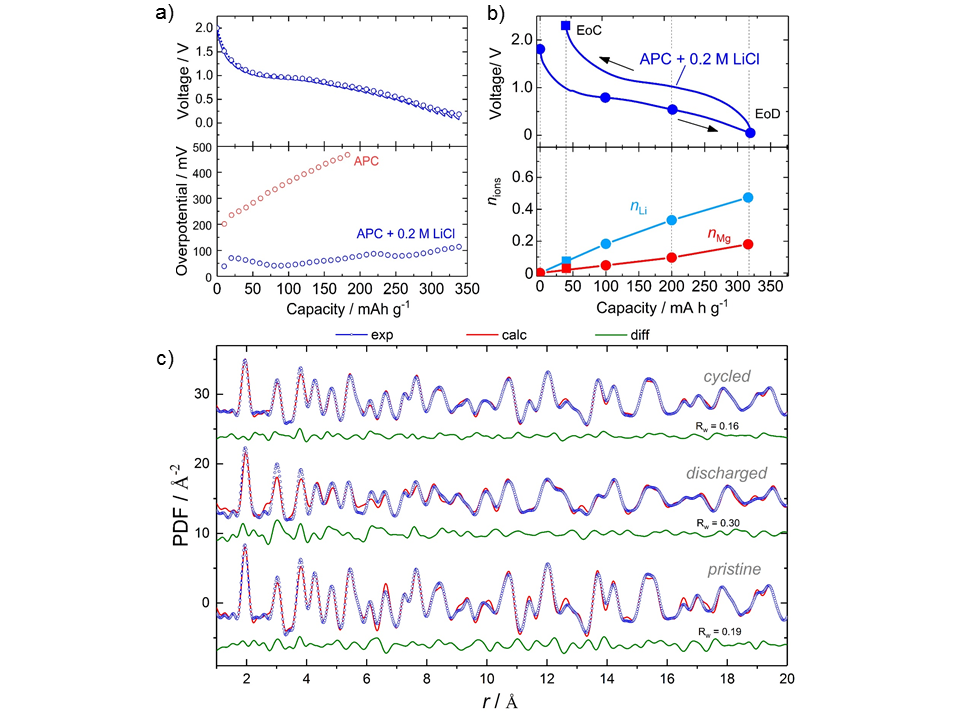 a)
Voltage / V
2.0
1.5
1.0
0.5
0.0
Overpotential / mV
500
400
300
200
100
0
APC
APC + 0.2 M LiCl
0 50 100 150 200 250 300 350
Capacity / mAh g-1
b)
Voltage/ V
2.0
1.0
0
EoC
APC + 0.2 M LiCl
EoD
nions
0.6
0.4
0.2
0
nLi
nMg
0 50 100 150 200 250 300 350
Capacity / mA h g-1
exp calc diff
c)
PDF / Å-2
30
20
10
0
cycled
Rw = 0.16
discharged
Rw = 0.30
pristine
Rw = 0.19
2 4 6 8 10 12 14 16 18 20
r / Å